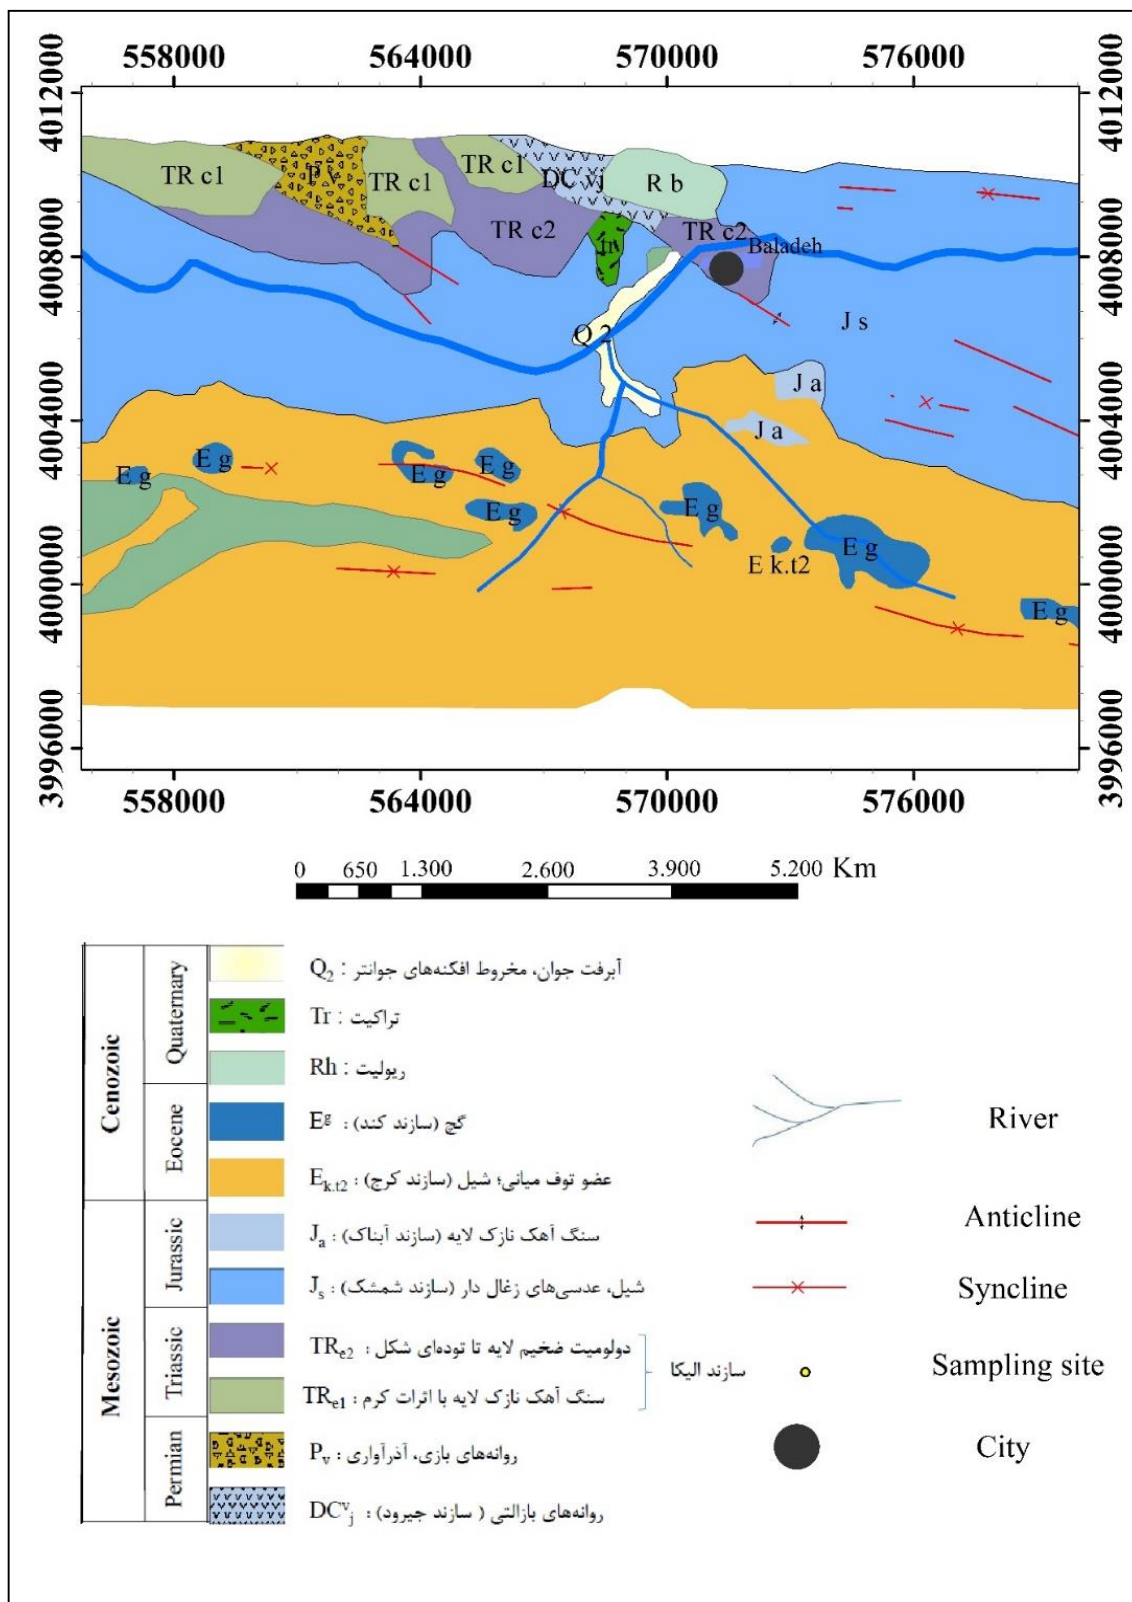 558000 564000 570000 576000
4012000 4012000
TR c1
P v
TR c1
TR c1
DC vj
R b
TR c2
tr
TR c2
Baladeh
4008000 4008000
Q 2
J s
J a
4004000 4004000
J a
E g
E g
E g
E g
E g
E g
E g
E k.t2
4000000 4000000
E g
3996000 3996000
558000 564000 570000 576000
0 650 1.300 2.600 3.900 5.200 Km
Cenozoic
Quaternary
Q2 : آبرفت جوان، مخروط افکنه‌های جوانتر
Tr : تراکیت
Rh : ریولیت
Eocene
Eg : گچ (سازند کند)
Ek.t2 : عضو توف میانی؛ شیل (سازند کرج)
Mesozoic
Jurassic
Ja : سنگ آهک نازک لایه (سازند آبناک)
Js : شیل، عدسی‌های زغال دار (سازند شمشک)
Triassic
TRe2 : دولومیت ضخیم لایه تا توده‌ای شکل
TRe1 : سنگ آهک نازک لایه با اثرات کرم
سازند الیکا
Permian
Pv : روانه‌های بازی، آذرآواری
DCvj : روانه‌های بازالتی ( سازند جیرود)
River
Anticline
Syncline
Sampling site
City